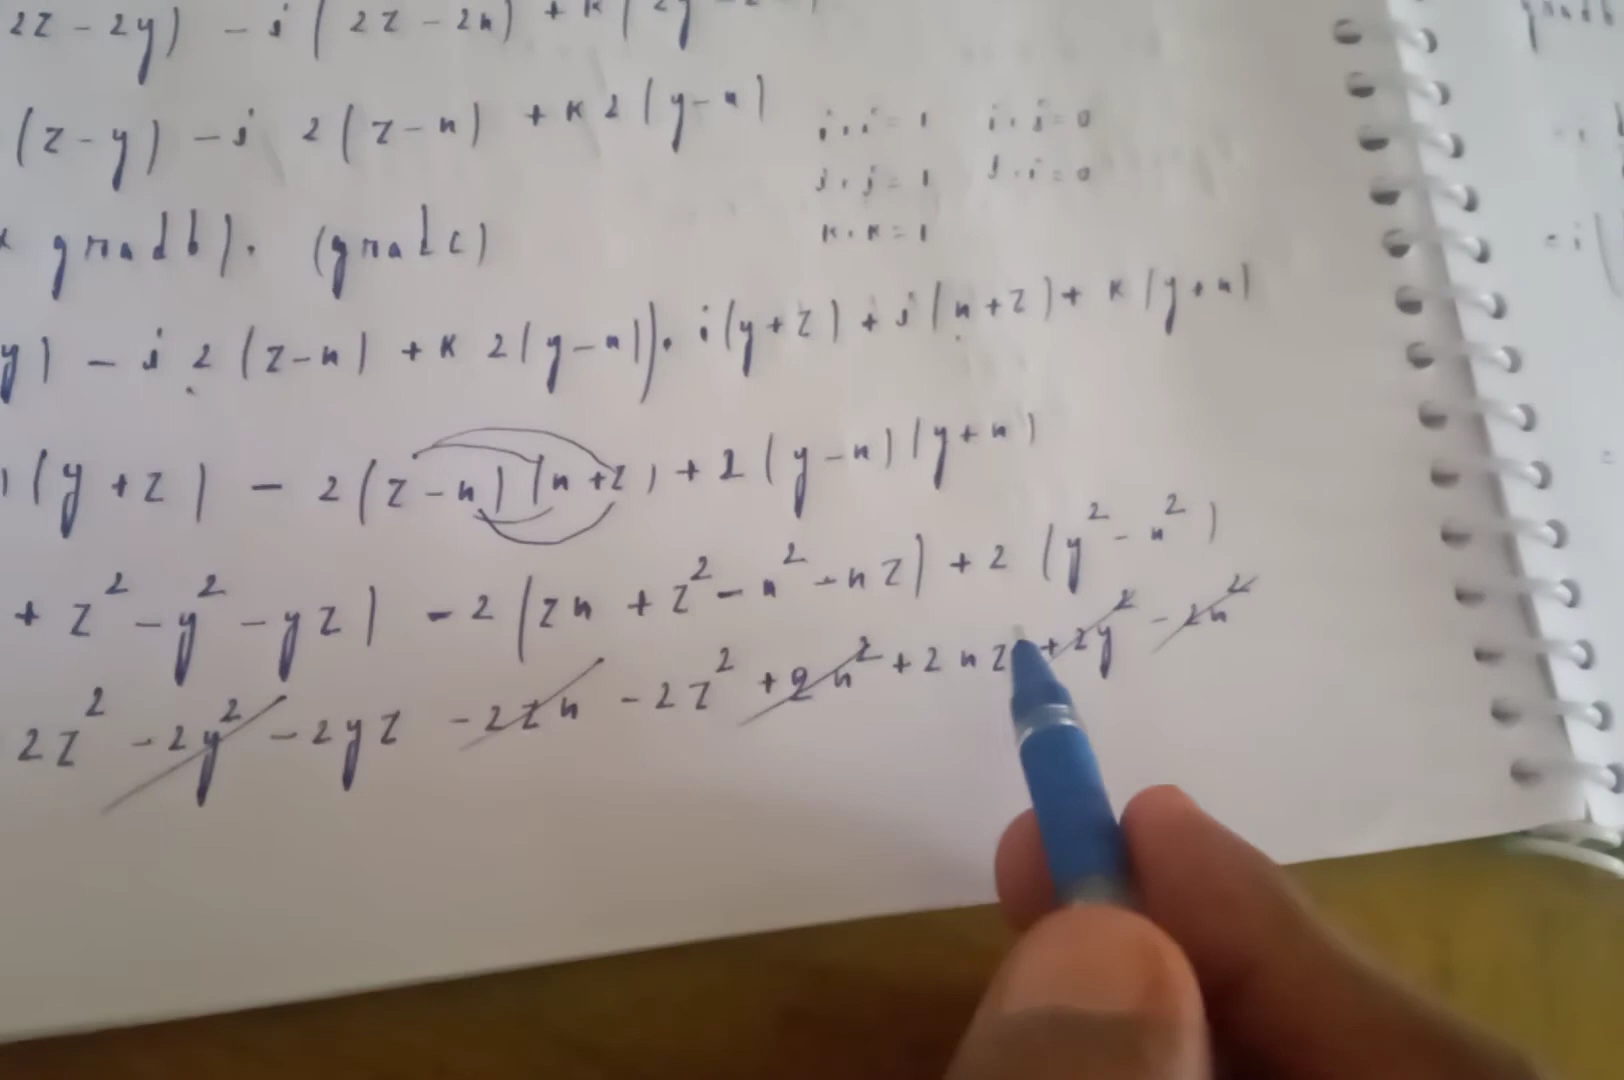 2z - 2y) - j(2z - 2x) + k(2y
(z-y) - j 2(z-x) + k 2(y-x)
i.i = 1 i.j = 0
j.j = 1 j.i = 0
k.k = 1
x grad b). (grad c)
y) - j 2(z-x) + k 2(y-x)). i(y+z) + j(x+z) + k(y+x)
)(y+z) - 2(z-x)(x+z) + 2(y-x)(y+x)
+ z² - y² - yz) - 2(zx + z² - x² - xz) + 2(y² - x²)
2z² - 2y² - 2yz - 2zx - 2z² + 2x² + 2xz + 2y² - 2x²